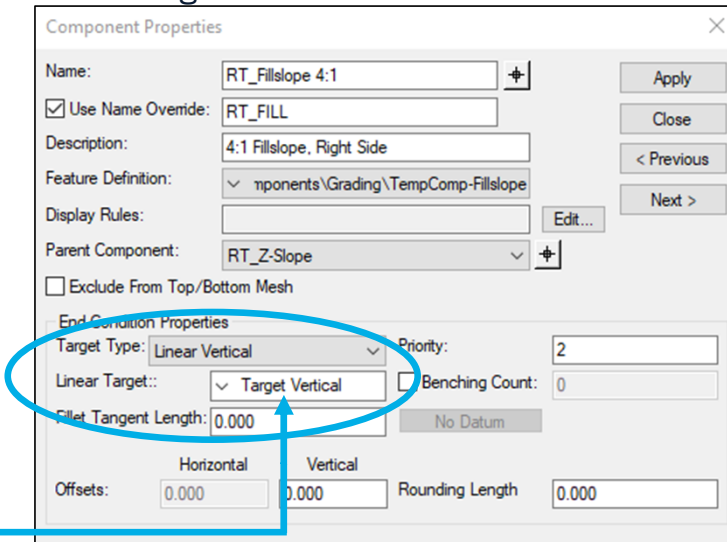 Component Properties
Name: RT_Fillslope 4:1 Apply
Use Name Override: RT_FILL Close
Description: 4:1 Fillslope, Right Side < Previous
Feature Definition: mponents\Grading\TempComp-Fillslope Next >
Display Rules: Edit...
Parent Component: RT_Z-Slope
Exclude From Top/Bottom Mesh
End Condition Properties
Target Type: Linear Vertical Priority: 2
Linear Target:: Target Vertical Benching Count: 0
Fillet Tangent Length: 0.000 No Datum
Horizontal Vertical
Offsets: 0.000 0.000 Rounding Length 0.000